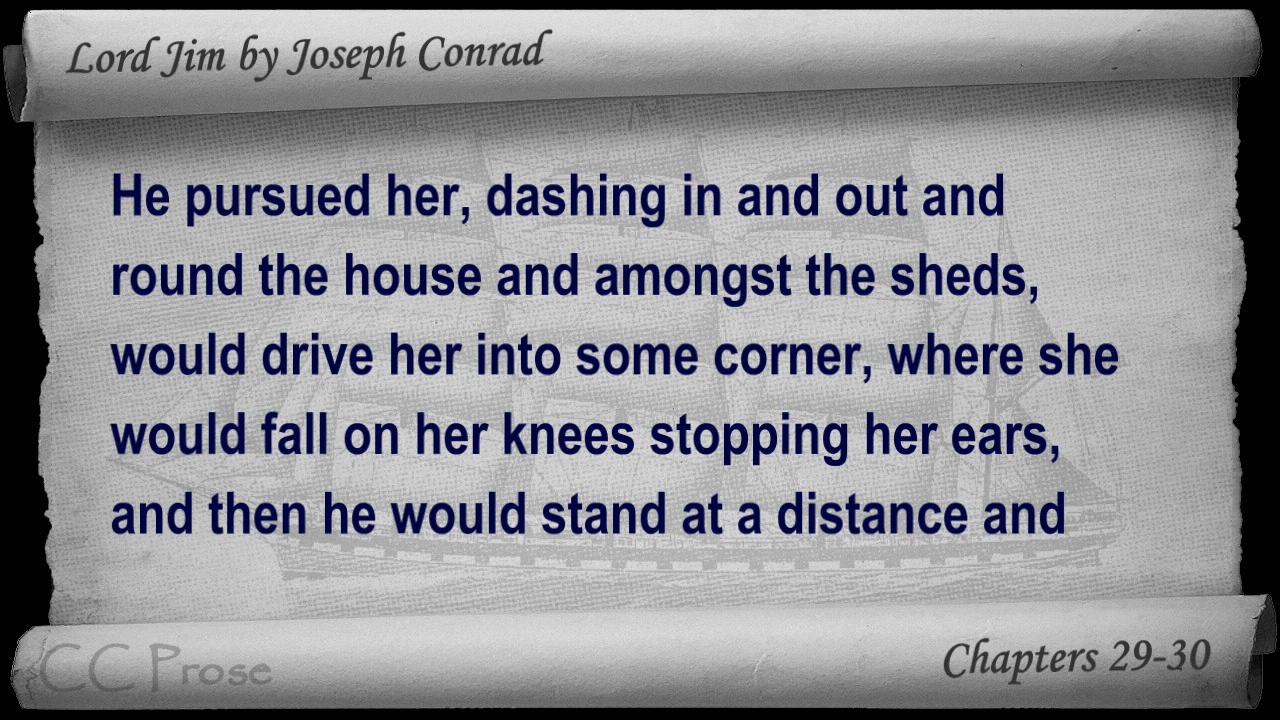 Lord Jim by Joseph Conrad
He pursued her, dashing in and out and
round the house and amongst the sheds,
would drive her into some corner, where she
would fall on her knees stopping her ears,
and then he would stand at a distance and
CC Prose
Chapters 29-30